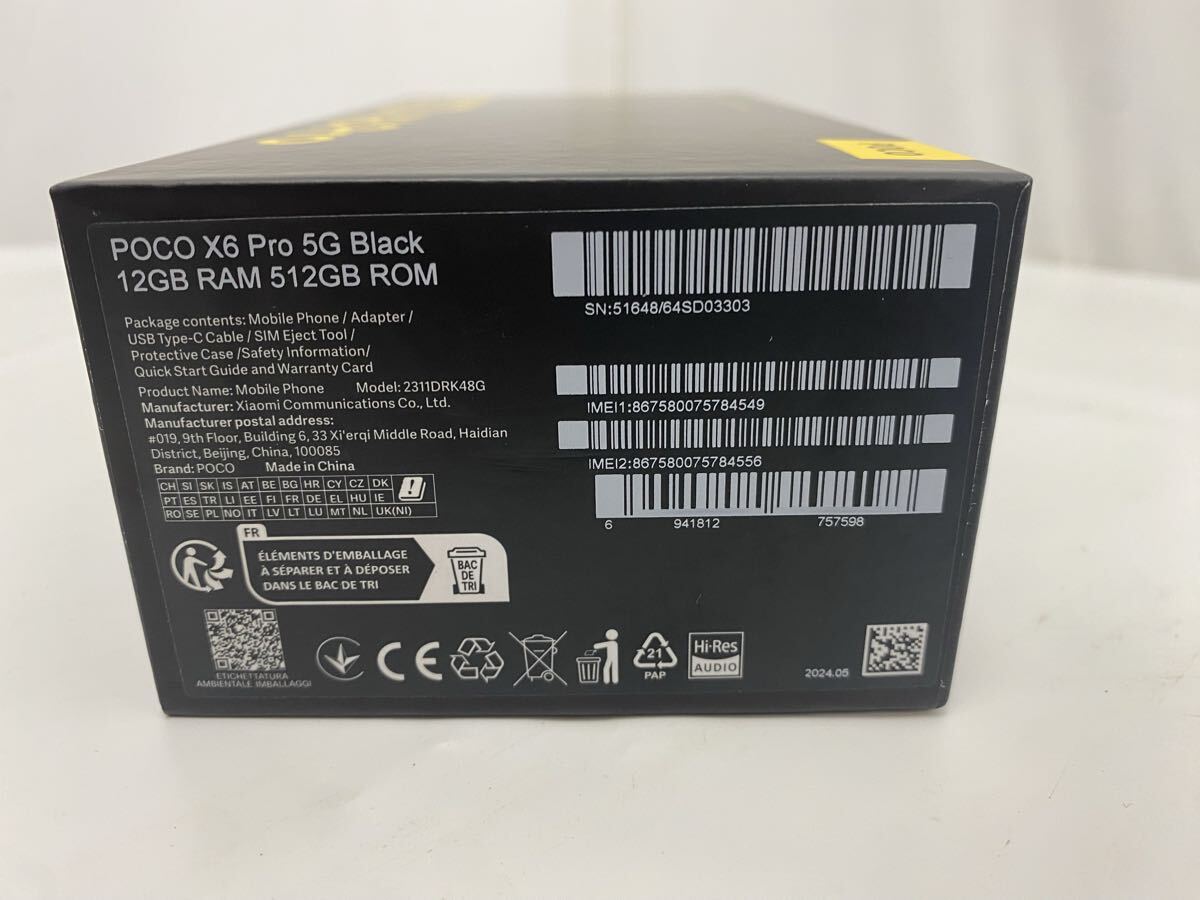 POCO
POCO X6 Pro 5G Black
12GB RAM 512GB ROM
Package contents: Mobile Phone / Adapter /
USB Type-C Cable / SIM Eject Tool /
Protective Case /Safety Information/
Quick Start Guide and Warranty Card
Product Name: Mobile Phone Model: 2311DRK48G
Manufacturer: Xiaomi Communications Co., Ltd.
Manufacturer postal address:
#019, 9th Floor, Building 6, 33 Xi'erqi Middle Road, Haidian
District, Beijing, China, 100085
Brand: POCO Made in China
CH SI SK IS AT BE BG HR CY CZ DK
PT ES TR LI EE FI FR DE EL HU IE
RO SE PL NO IT LV LT LU MT NL UK(NI)
SN:51648/64SD03303
IMEI1:867580075784549
IMEI2:867580075784556
6 941812 757598
FR
ÉLÉMENTS D'EMBALLAGE
À SÉPARER ET À DÉPOSER
DANS LE BAC DE TRI
BAC
DE
TRI
ETICHETTATURA
AMBIENTALE IMBALLAGGI
CE
21
PAP
Hi-Res
AUDIO
2024.05